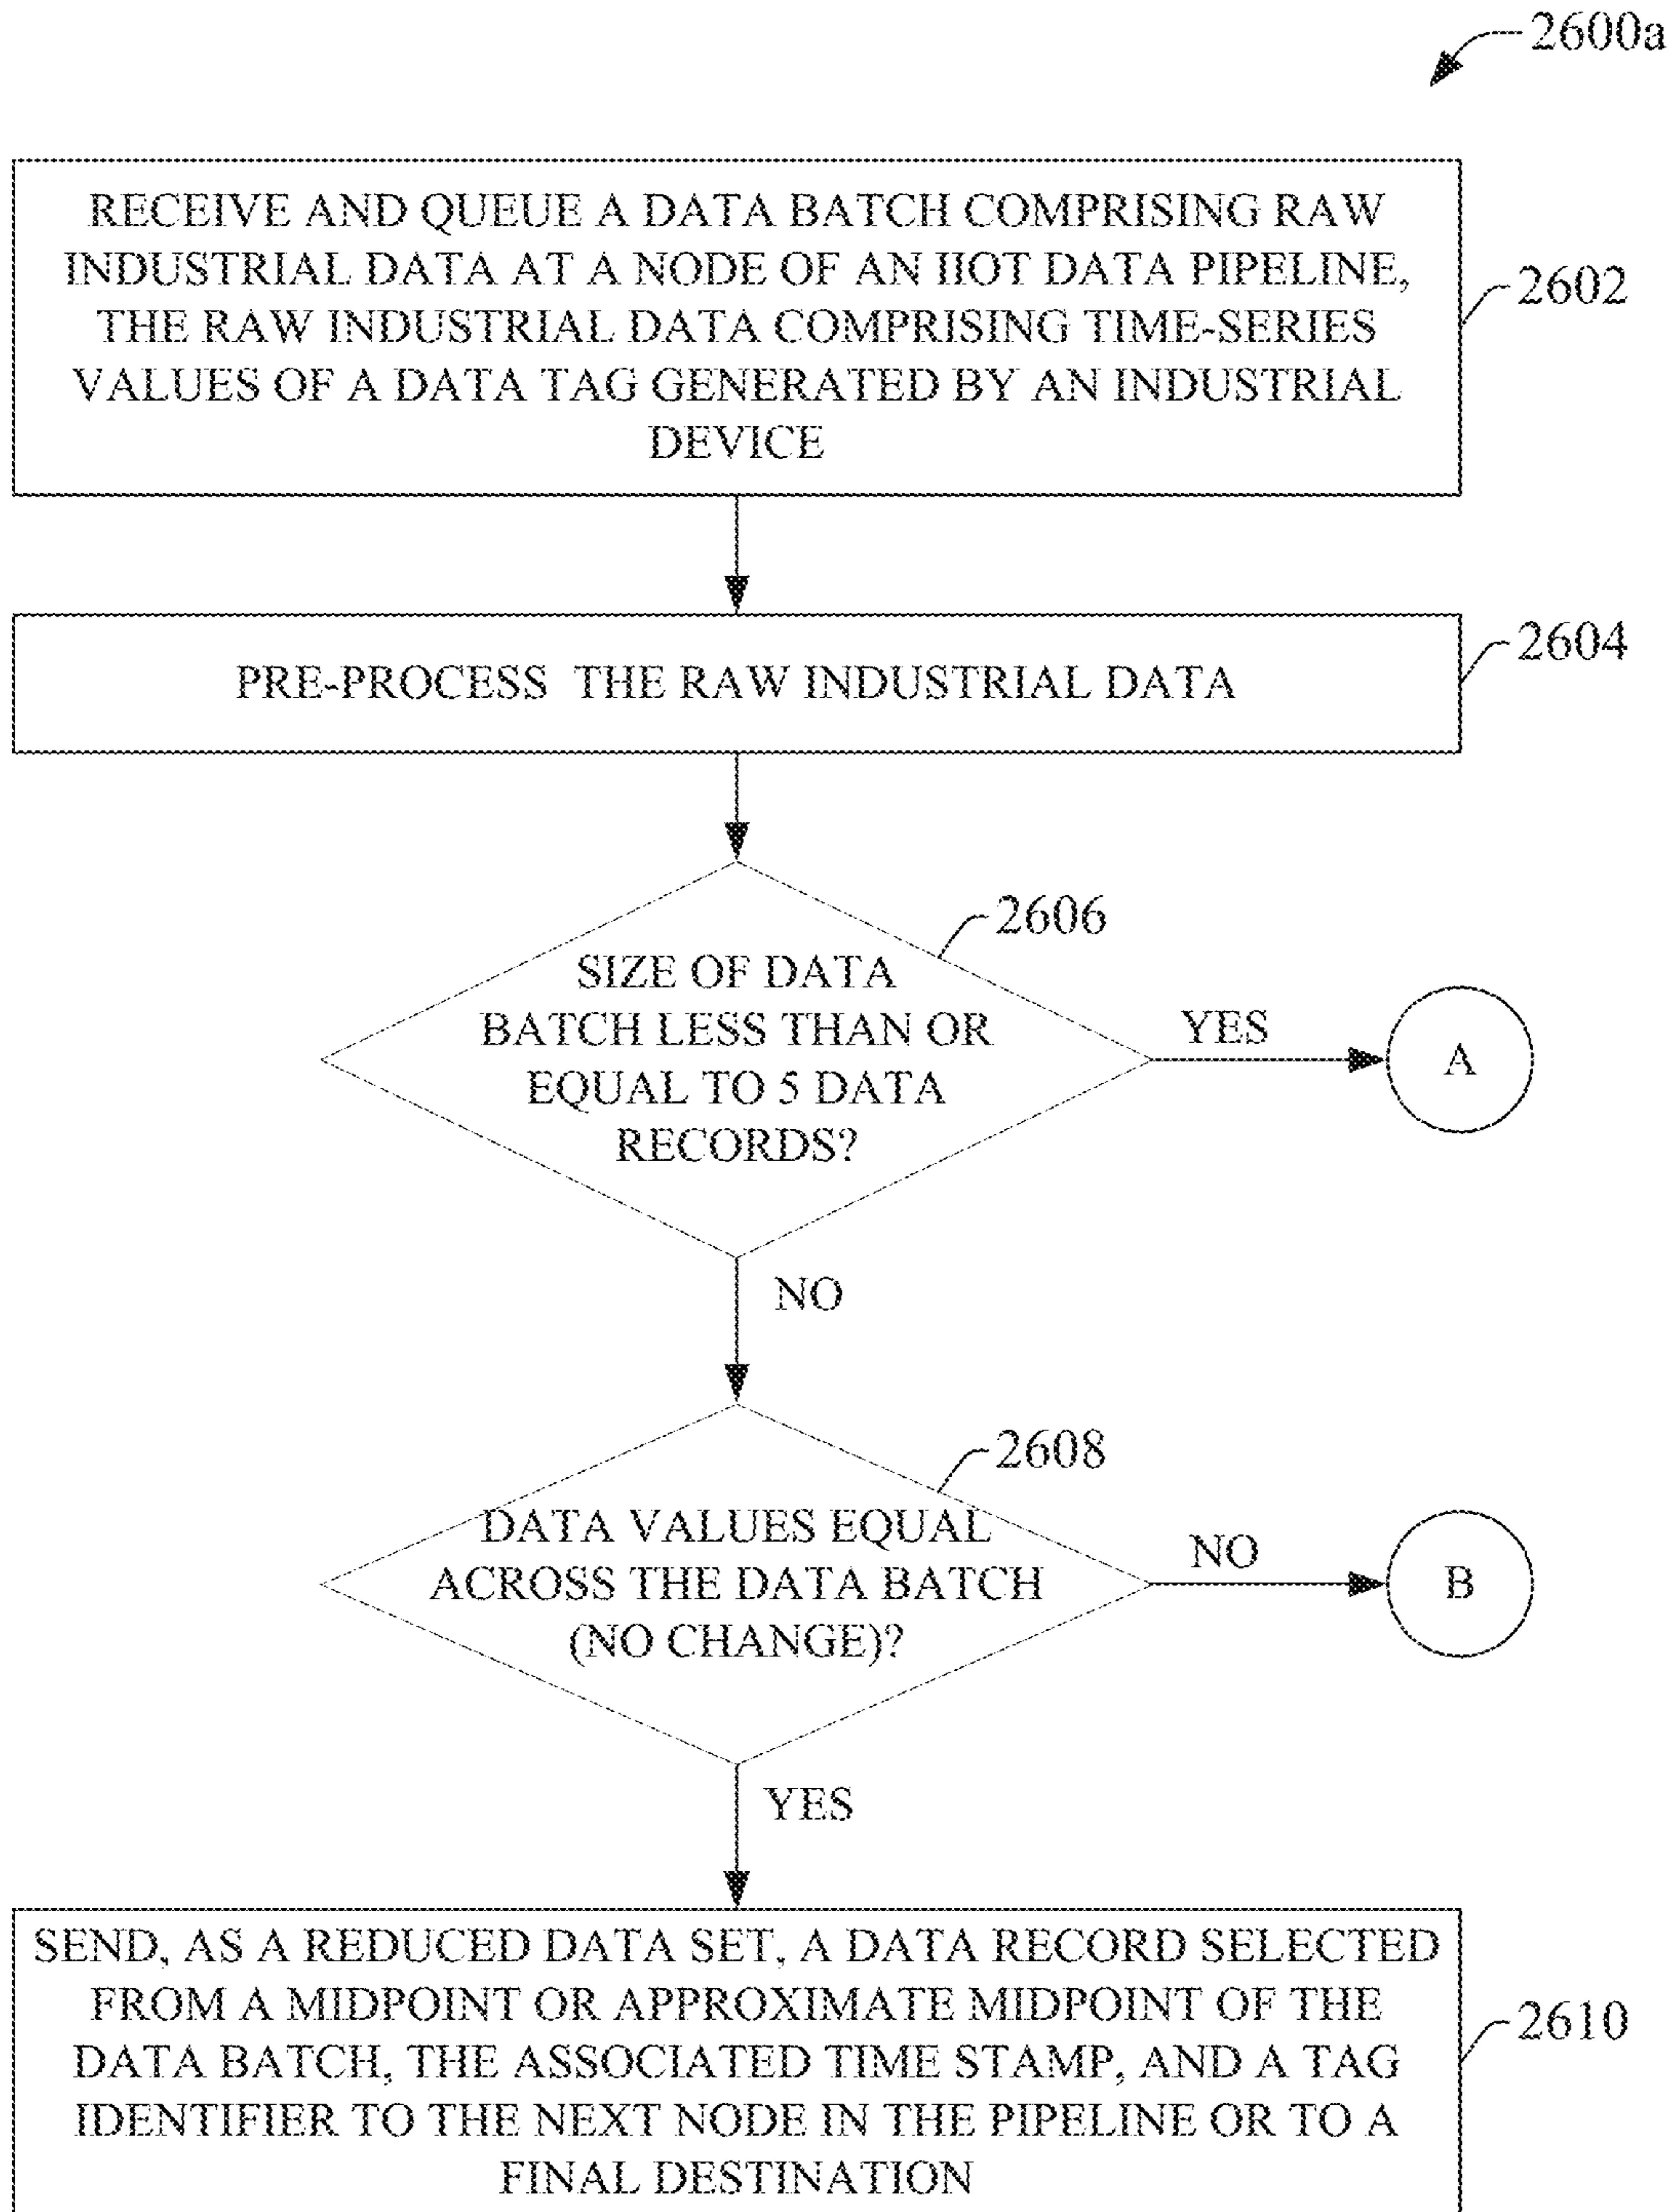 2600a
RECEIVE AND QUEUE A DATA BATCH COMPRISING RAW
INDUSTRIAL DATA AT A NODE OF AN IIOT DATA PIPELINE,
THE RAW INDUSTRIAL DATA COMPRISING TIME-SERIES
VALUES OF A DATA TAG GENERATED BY AN INDUSTRIAL
DEVICE
2602
PRE-PROCESS THE RAW INDUSTRIAL DATA
2604
2606
SIZE OF DATA
BATCH LESS THAN OR
EQUAL TO 5 DATA
RECORDS?
YES
A
NO
2608
DATA VALUES EQUAL
ACROSS THE DATA BATCH
(NO CHANGE)?
NO
B
YES
SEND, AS A REDUCED DATA SET, A DATA RECORD SELECTED
FROM A MIDPOINT OR APPROXIMATE MIDPOINT OF THE
DATA BATCH, THE ASSOCIATED TIME STAMP, AND A TAG
IDENTIFIER TO THE NEXT NODE IN THE PIPELINE OR TO A
FINAL DESTINATION
2610